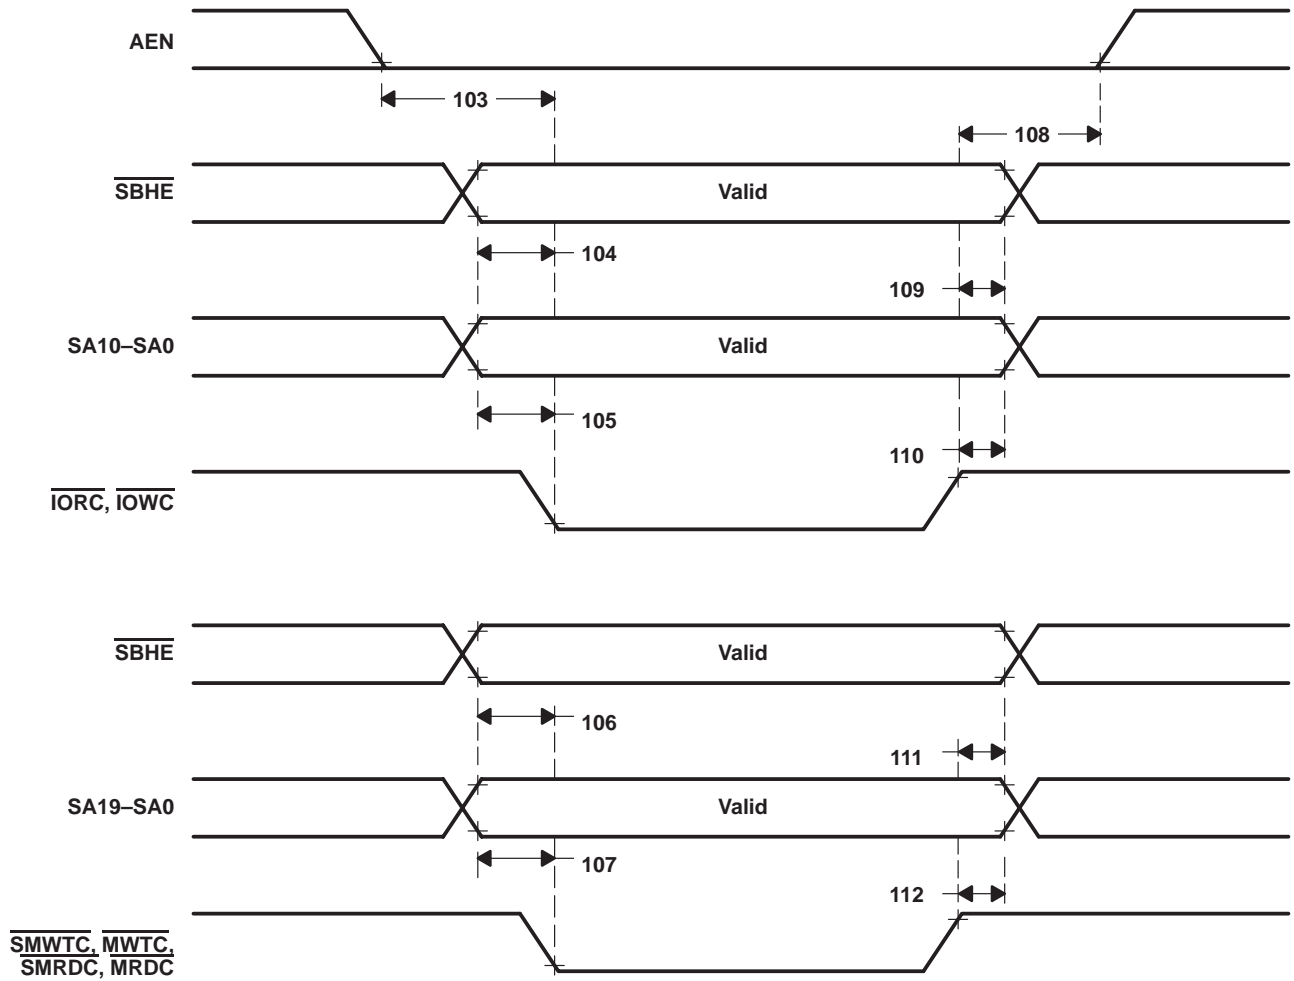 AEN
103
108
SBHE
Valid
104
109
SA10–SA0
Valid
105
110
IORC, IOWC
SBHE
Valid
106
111
SA19–SA0
Valid
107
112
SMWTC, MWTC,
SMRDC, MRDC